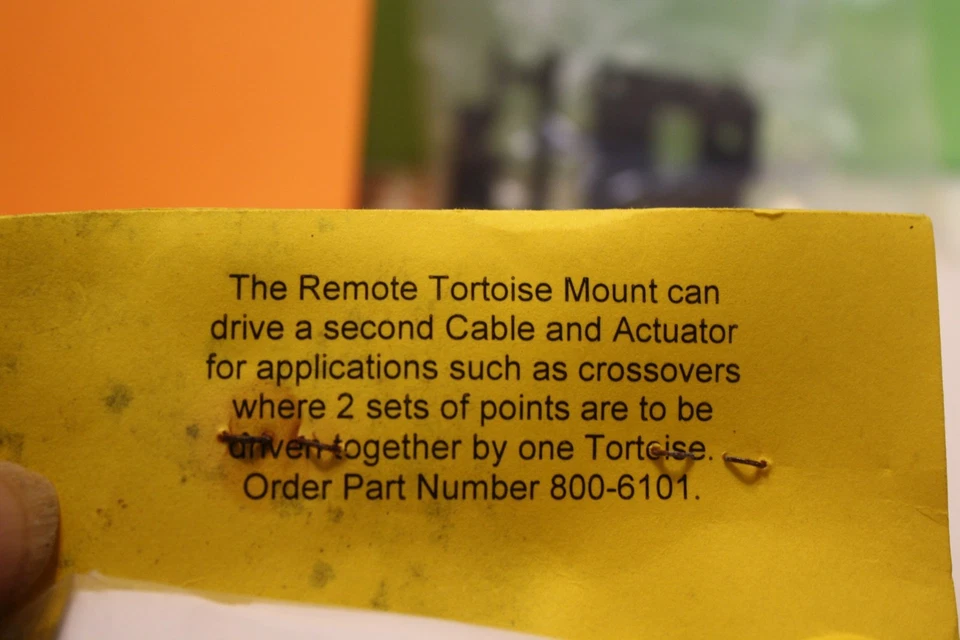 The Remote Tortoise Mount can
drive a second Cable and Actuator
for applications such as crossovers
where 2 sets of points are to be
driven together by one Tortoise.
Order Part Number 800-6101.